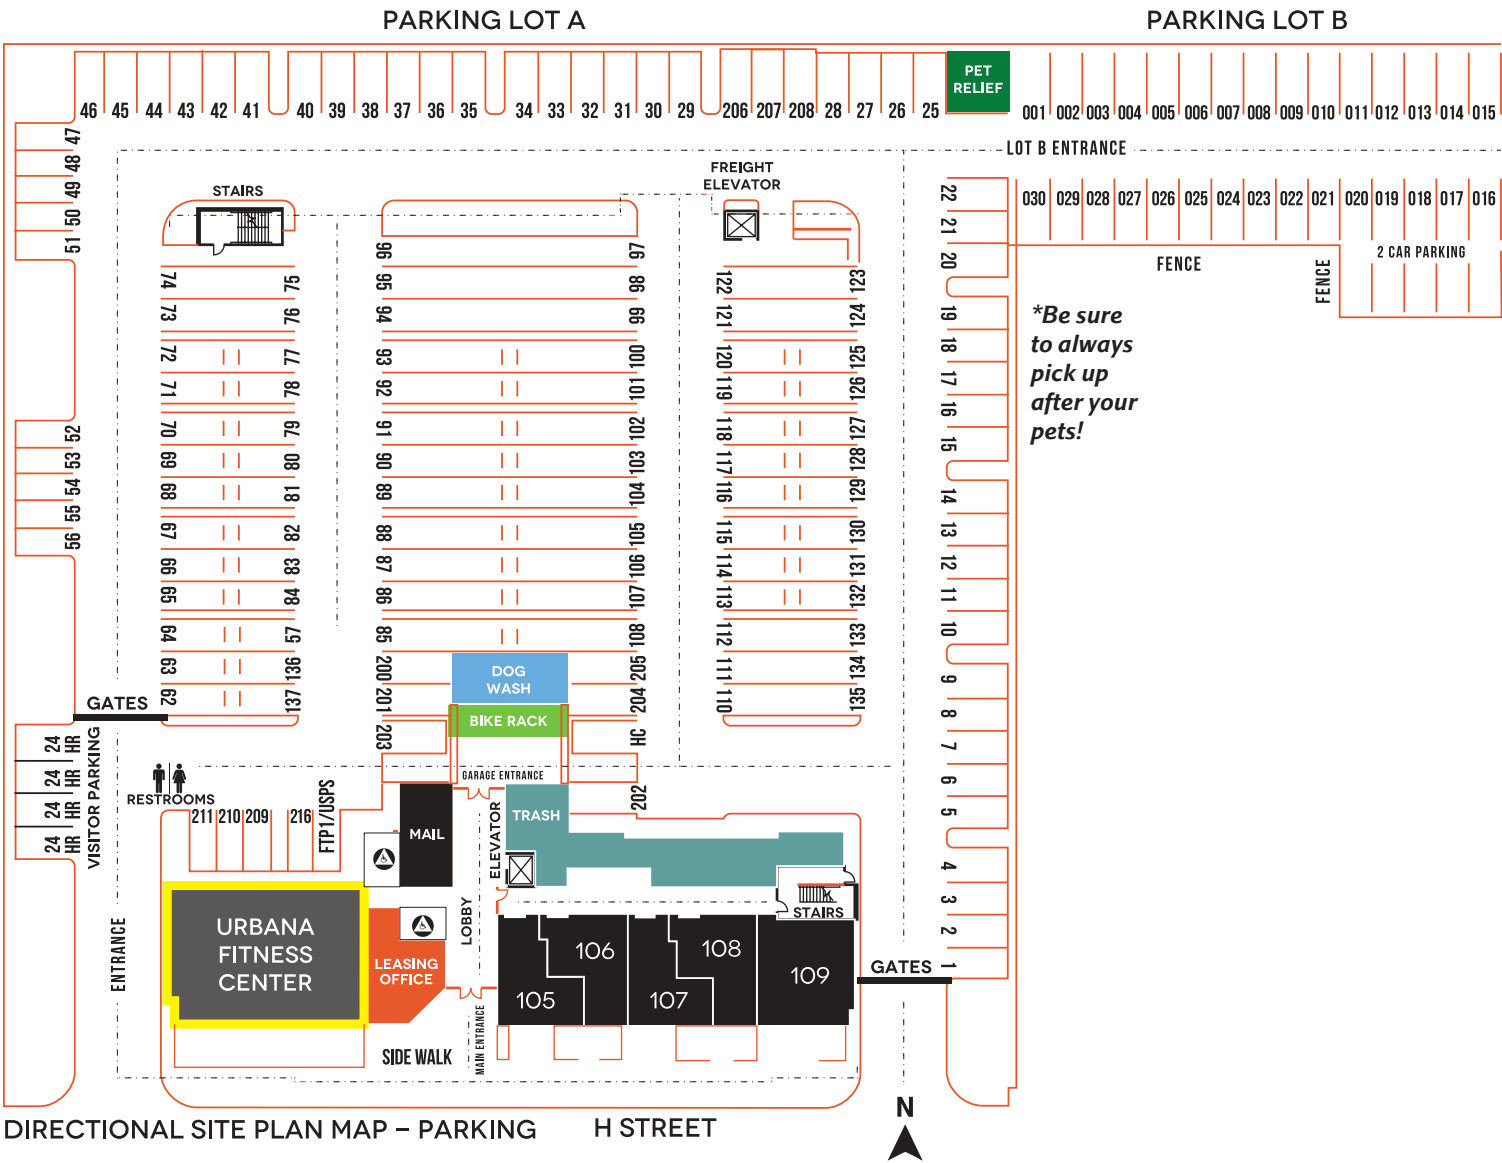 PARKING LOT A
PARKING LOT B
PET
RELIEF
46 45 44 43 42 41 40 39 38 37 36 35 34 33 32 31 30 29 206 207 208 28 27 26 25
001 002 003 004 005 006 007 008 009 010 011 012 013 014 015
LOT B ENTRANCE
030 029 028 027 026 025 024 023 022 021 020 019 018 017 016
2 CAR PARKING
FENCE
FENCE
*Be sure
to always
pick up
after your
pets!
47
48
49
50
51
52
53
54
55
56
STAIRS
FREIGHT
ELEVATOR
74
73
72
71
70
69
68
67
66
65
64
63
62
75
76
77
78
79
80
81
82
83
84
57
136
137
96
95
94
93
92
91
90
89
88
87
86
85
200
201
203
97
98
99
100
101
102
103
104
105
106
107
108
205
204
HC
202
122
121
120
119
118
117
116
115
114
113
112
111
110
123
124
125
126
127
128
129
130
131
132
133
134
135
22
21
20
19
18
17
16
15
14
13
12
11
10
9
8
7
6
5
4
3
2
1
DOG
WASH
BIKE RACK
GATES
24 HR
24 HR
24 HR
24 HR
VISITOR PARKING
RESTROOMS
211 210 209 216 FTP1/USPS
GARAGE ENTRANCE
MAIL
ELEVATOR
TRASH
LOBBY
STAIRS
URBANA
FITNESS
CENTER
LEASING
OFFICE
105
106
107
108
109
GATES
ENTRANCE
MAIN ENTRANCE
SIDE WALK
N
DIRECTIONAL SITE PLAN MAP – PARKING
H STREET